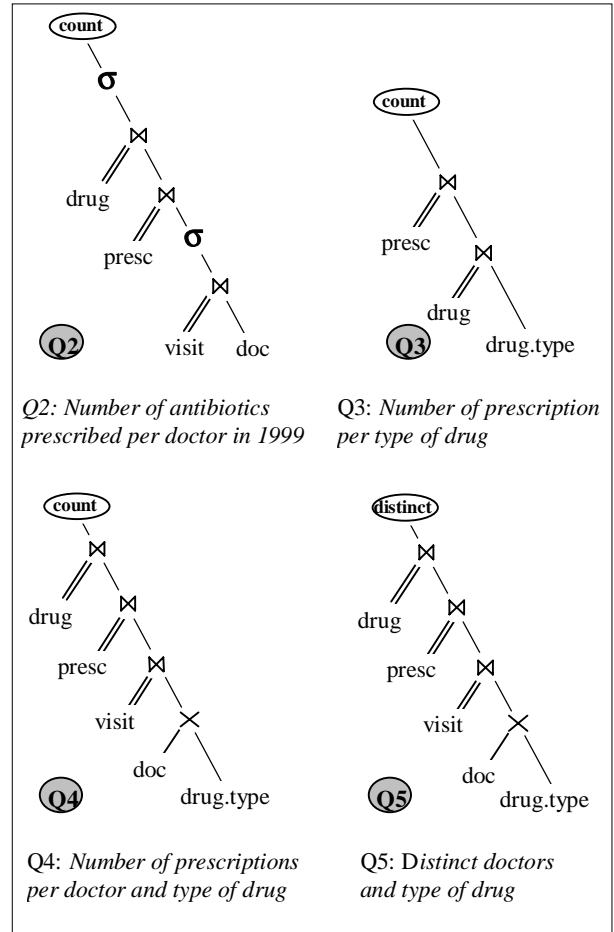 count
σ
⋈
drug
⋈
presc
σ
⋈
visit
doc
Q2
Q2: Number of antibiotics
prescribed per doctor in 1999
count
⋈
presc
⋈
drug
drug.type
Q3
Q3: Number of prescription
per type of drug
count
⋈
drug
⋈
presc
⋈
visit
×
doc
drug.type
Q4
Q4: Number of prescriptions
per doctor and type of drug
distinct
⋈
drug
⋈
presc
⋈
visit
×
doc
drug.type
Q5
Q5: Distinct doctors
and type of drug